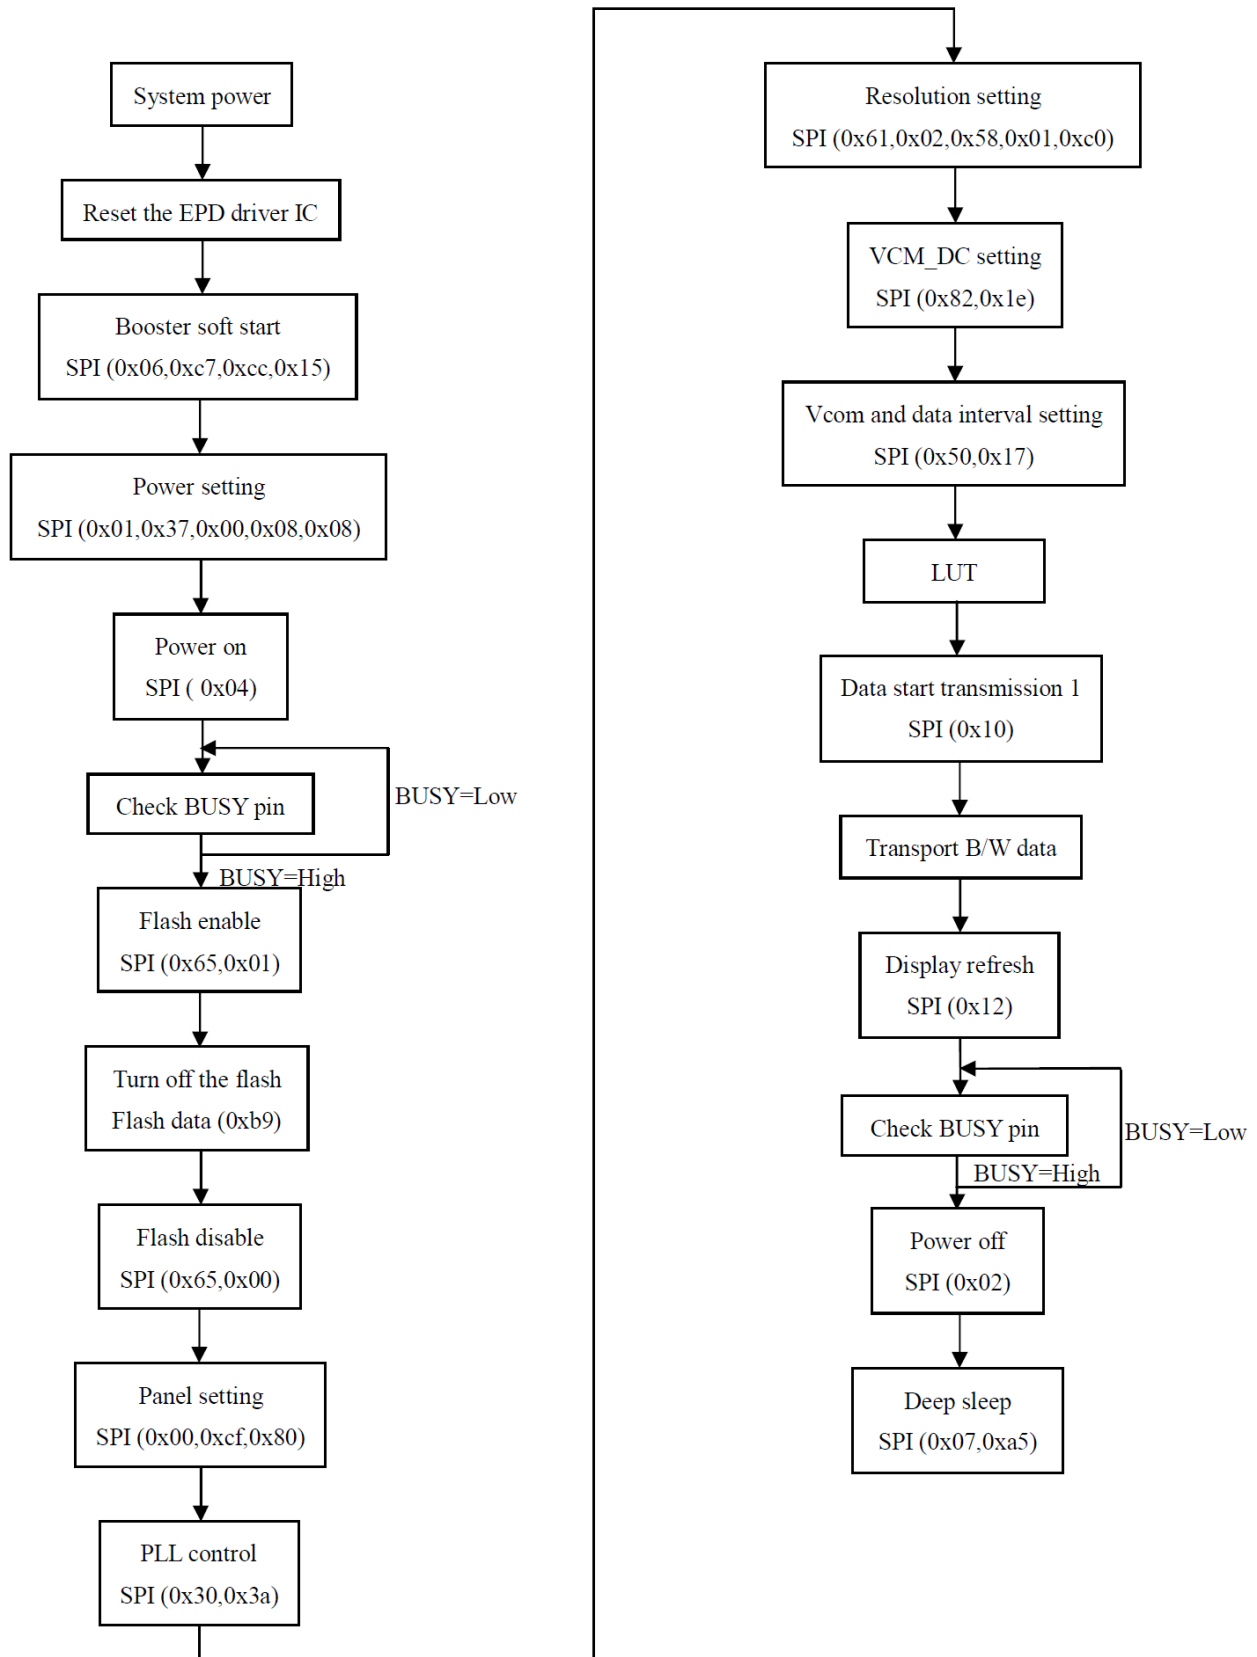 System power
Reset the EPD driver IC
Booster soft start
SPI (0x06,0xc7,0xcc,0x15)
Power setting
SPI (0x01,0x37,0x00,0x08,0x08)
Power on
SPI ( 0x04)
Check BUSY pin
BUSY=Low
BUSY=High
Flash enable
SPI (0x65,0x01)
Turn off the flash
Flash data (0xb9)
Flash disable
SPI (0x65,0x00)
Panel setting
SPI (0x00,0xcf,0x80)
PLL control
SPI (0x30,0x3a)
Resolution setting
SPI (0x61,0x02,0x58,0x01,0xc0)
VCM_DC setting
SPI (0x82,0x1e)
Vcom and data interval setting
SPI (0x50,0x17)
LUT
Data start transmission 1
SPI (0x10)
Transport B/W data
Display refresh
SPI (0x12)
Check BUSY pin
BUSY=Low
BUSY=High
Power off
SPI (0x02)
Deep sleep
SPI (0x07,0xa5)